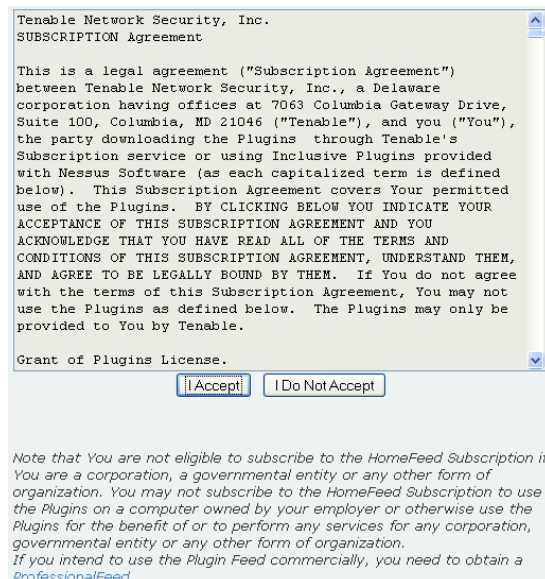 Tenable Network Security, Inc.
SUBSCRIPTION Agreement
This is a legal agreement ("Subscription Agreement")
between Tenable Network Security, Inc., a Delaware
corporation having offices at 7063 Columbia Gateway Drive,
Suite 100, Columbia, MD 21046 ("Tenable"), and you ("You"),
the party downloading the Plugins  through Tenable's
Subscription service or using Inclusive Plugins provided
with Nessus Software (as each capitalized term is defined
below).  This Subscription Agreement covers Your permitted
use of the Plugins.  BY CLICKING BELOW YOU INDICATE YOUR
ACCEPTANCE OF THIS SUBSCRIPTION AGREEMENT AND YOU
ACKNOWLEDGE THAT YOU HAVE READ ALL OF THE TERMS AND
CONDITIONS OF THIS SUBSCRIPTION AGREEMENT, UNDERSTAND THEM,
AND AGREE TO BE LEGALLY BOUND BY THEM.  If You do not agree
with the terms of this Subscription Agreement, You may not
use the Plugins as defined below.  The Plugins may only be
provided to You by Tenable.
Grant of Plugins License.
I Accept
I Do Not Accept
Note that You are not eligible to subscribe to the HomeFeed Subscription if
You are a corporation, a governmental entity or any other form of
organization. You may not subscribe to the HomeFeed Subscription to use
the Plugins on a computer owned by your employer or otherwise use the
Plugins for the benefit of or to perform any services for any corporation,
governmental entity or any other form of organization.
If you intend to use the Plugin Feed commercially, you need to obtain a
ProfessionalFeed